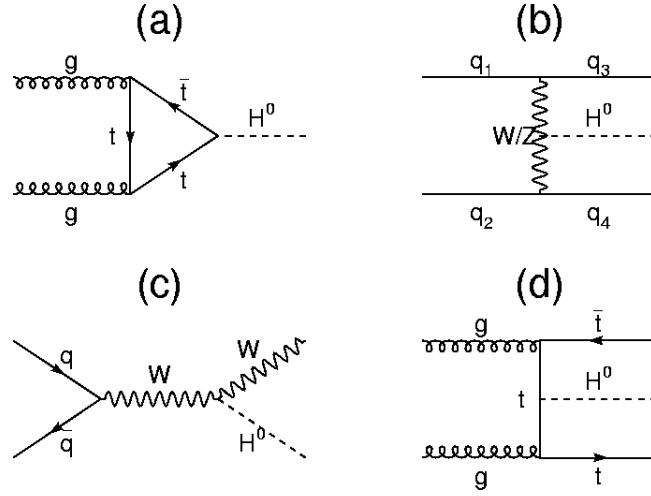 (a)
g
t̄
t
H⁰
t
g
(b)
q₁
q₃
W/Z
H⁰
q₂
q₄
(c)
q
W
W
q̄
H⁰
(d)
g
t̄
t
H⁰
g
t